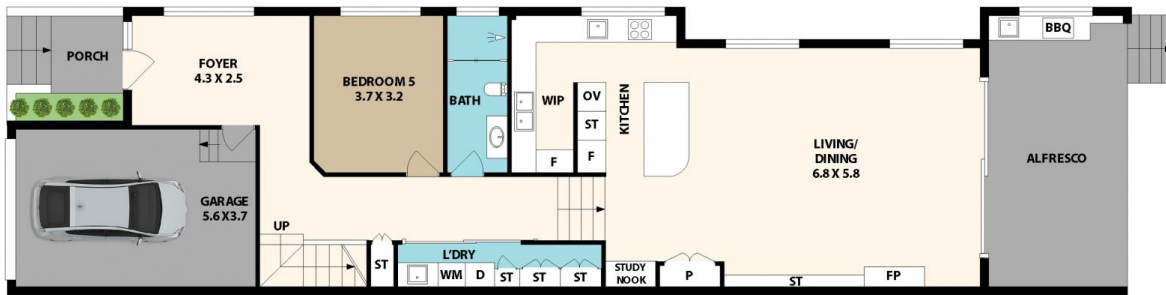 PORCH
FOYER
4.3 X 2.5
BEDROOM 5
3.7 X 3.2
BATH
WIP
F
OV
ST
F
KITCHEN
LIVING/
DINING
6.8 X 5.8
BBQ
ALFRESCO
GARAGE
5.6 X3.7
UP
ST
L'DRY
WM
D
ST
ST
ST
STUDY
NOOK
P
ST
FP